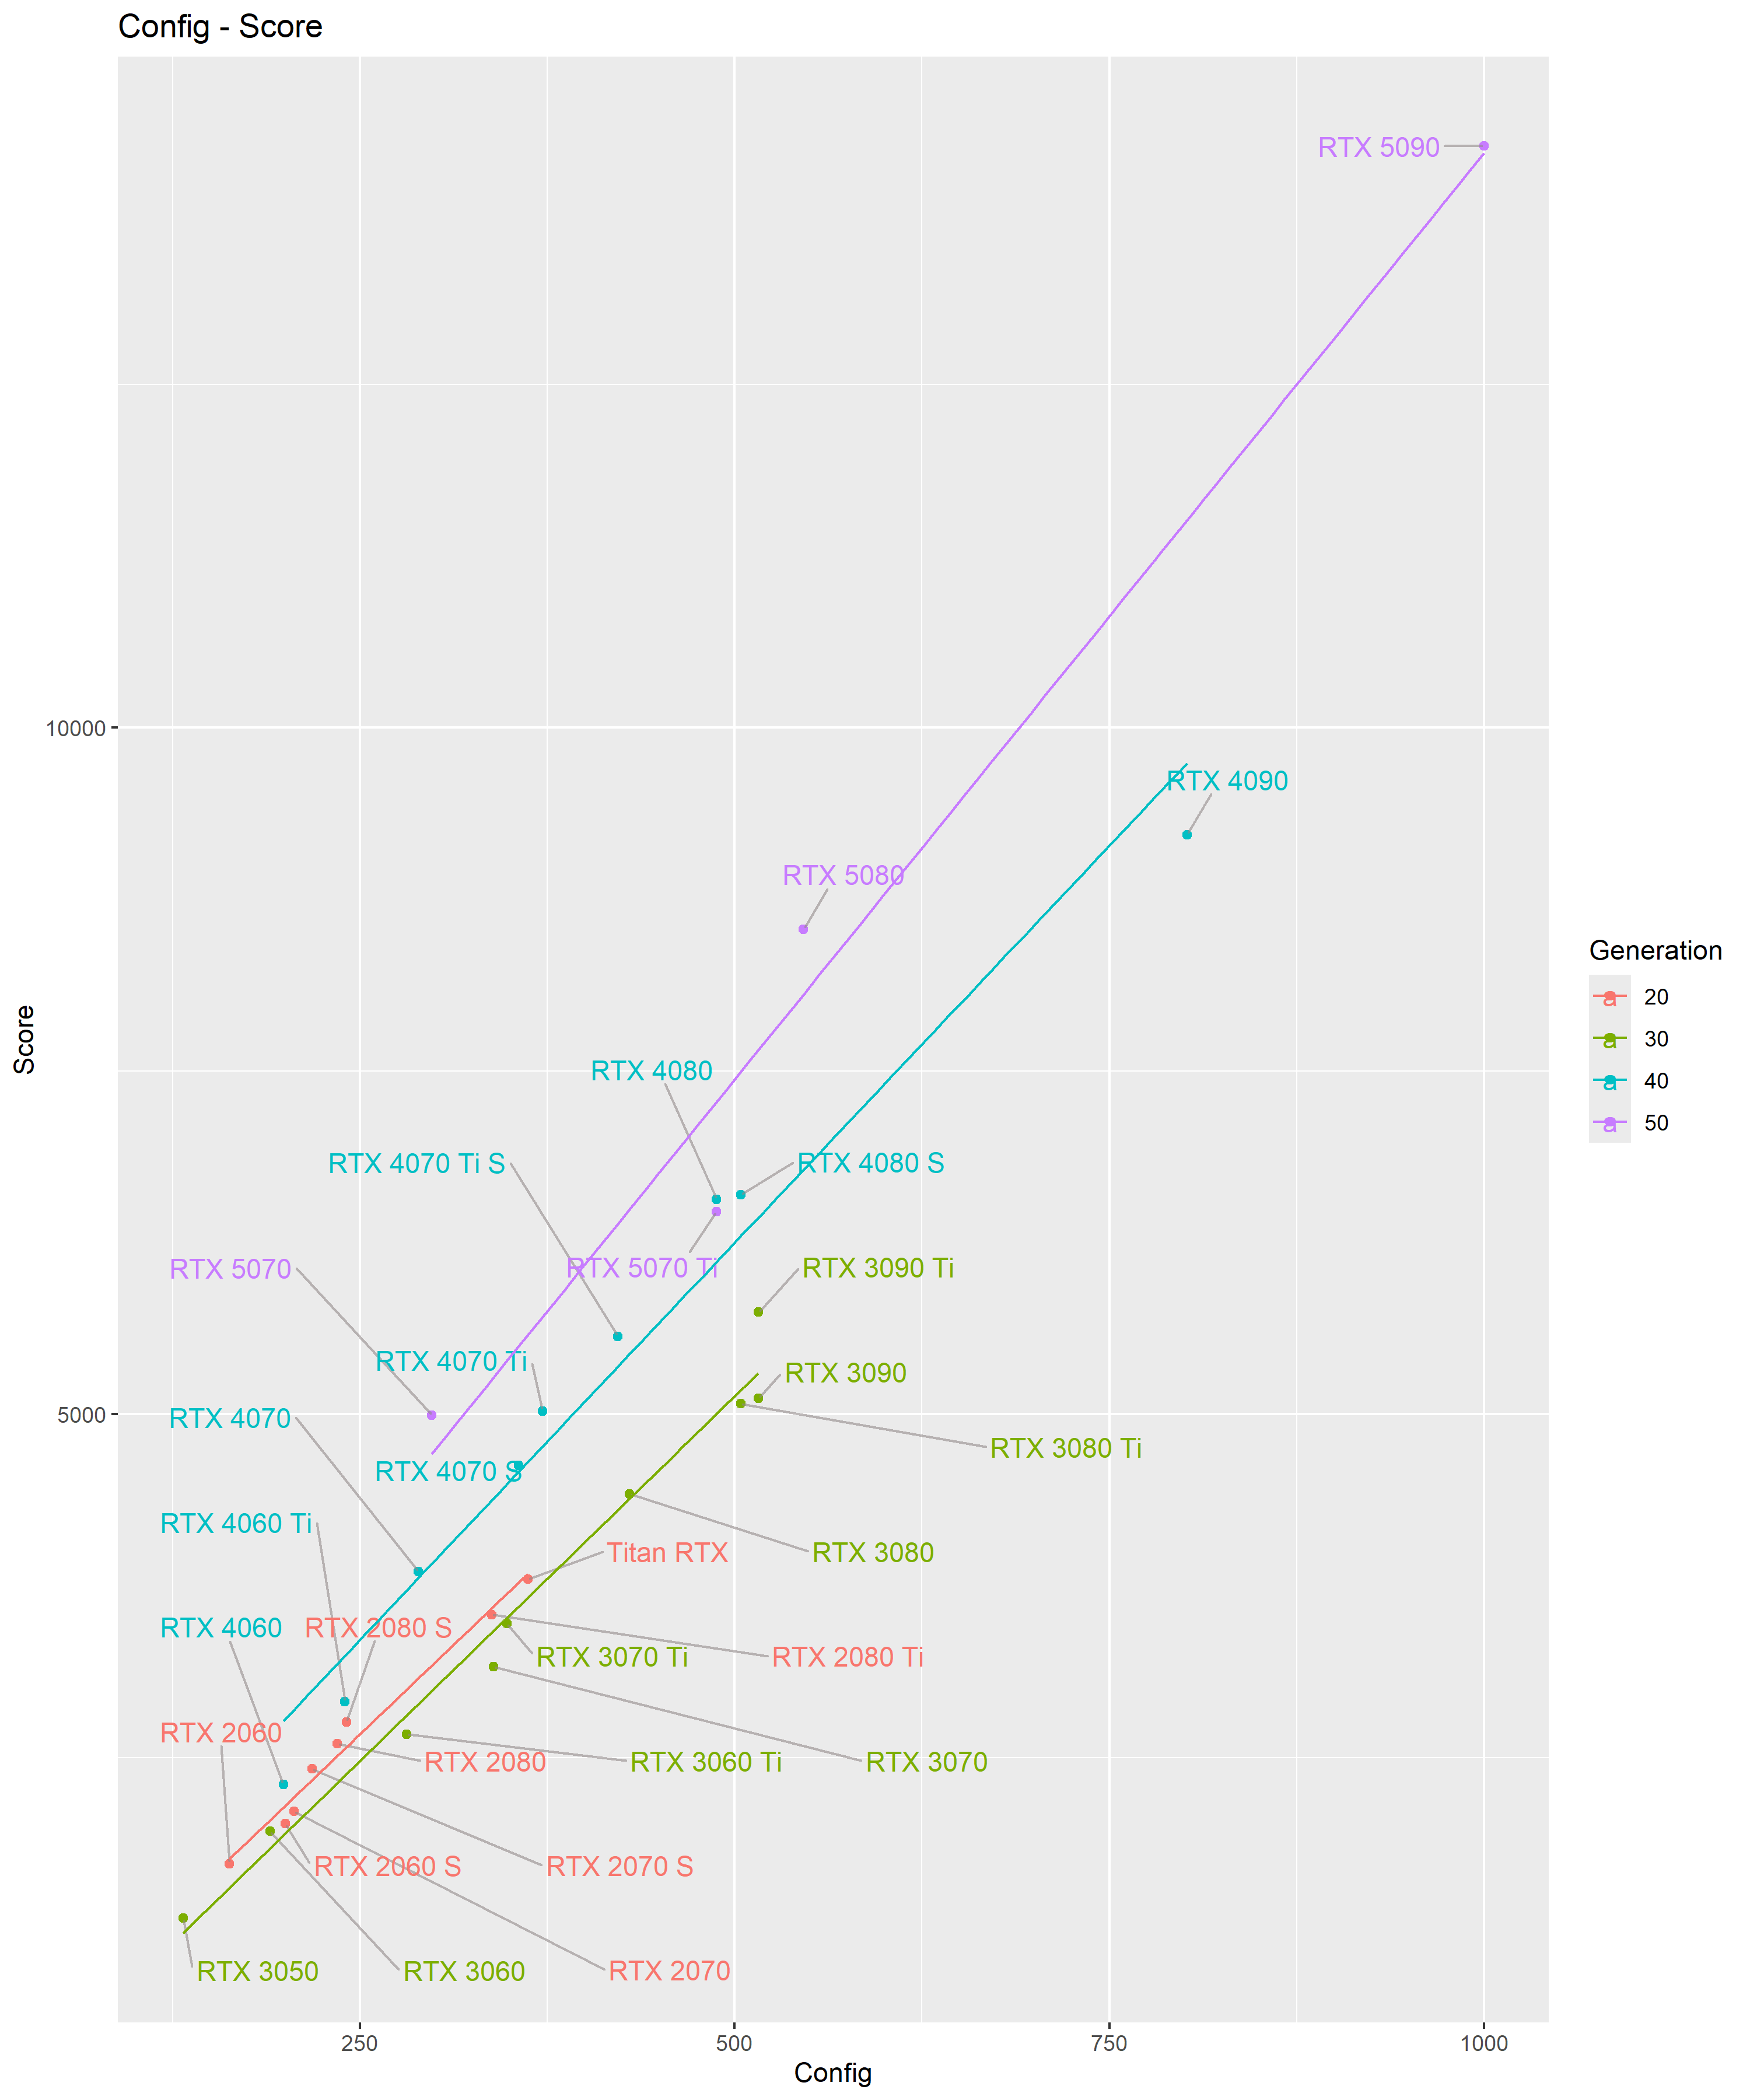 Config - Score
RTX 5090
10000
RTX 4090
RTX 5080
Generation
20
30
40
50
Score
RTX 4080
RTX 4070 Ti S
RTX 4080 S
RTX 5070
RTX 5070 Ti
RTX 3090 Ti
RTX 4070 Ti
RTX 3090
5000
RTX 4070
RTX 3080 Ti
RTX 4070 S
RTX 4060 Ti
Titan RTX
RTX 3080
RTX 4060
RTX 2080 S
RTX 3070 Ti
RTX 2080 Ti
RTX 2060
RTX 2080
RTX 3060 Ti
RTX 3070
RTX 2060 S
RTX 2070 S
RTX 3050
RTX 3060
RTX 2070
250
500
750
1000
Config